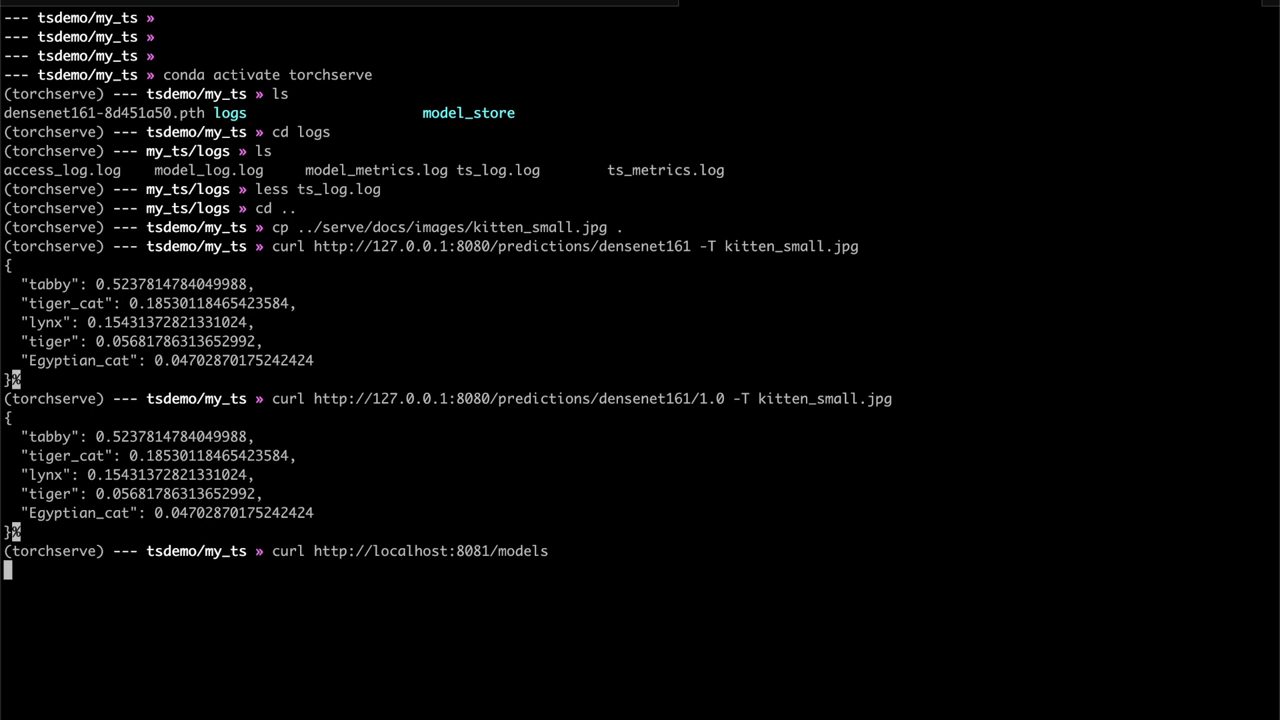 --- tsdemo/my_ts »
--- tsdemo/my_ts »
--- tsdemo/my_ts »
--- tsdemo/my_ts » conda activate torchserve
(torchserve) --- tsdemo/my_ts » ls
densenet161-8d451a50.pth logs model_store
(torchserve) --- tsdemo/my_ts » cd logs
(torchserve) --- my_ts/logs » ls
access_log.log model_log.log model_metrics.log ts_log.log ts_metrics.log
(torchserve) --- my_ts/logs » less ts_log.log
(torchserve) --- my_ts/logs » cd ..
(torchserve) --- tsdemo/my_ts » cp ../serve/docs/images/kitten_small.jpg .
(torchserve) --- tsdemo/my_ts » curl http://127.0.0.1:8080/predictions/densenet161 -T kitten_small.jpg
{
"tabby": 0.5237814784049988,
"tiger_cat": 0.18530118465423584,
"lynx": 0.15431372821331024,
"tiger": 0.05681786313652992,
"Egyptian_cat": 0.04702870175242424
}%
(torchserve) --- tsdemo/my_ts » curl http://127.0.0.1:8080/predictions/densenet161/1.0 -T kitten_small.jpg
{
"tabby": 0.5237814784049988,
"tiger_cat": 0.18530118465423584,
"lynx": 0.15431372821331024,
"tiger": 0.05681786313652992,
"Egyptian_cat": 0.04702870175242424
}%
(torchserve) --- tsdemo/my_ts » curl http://localhost:8081/models